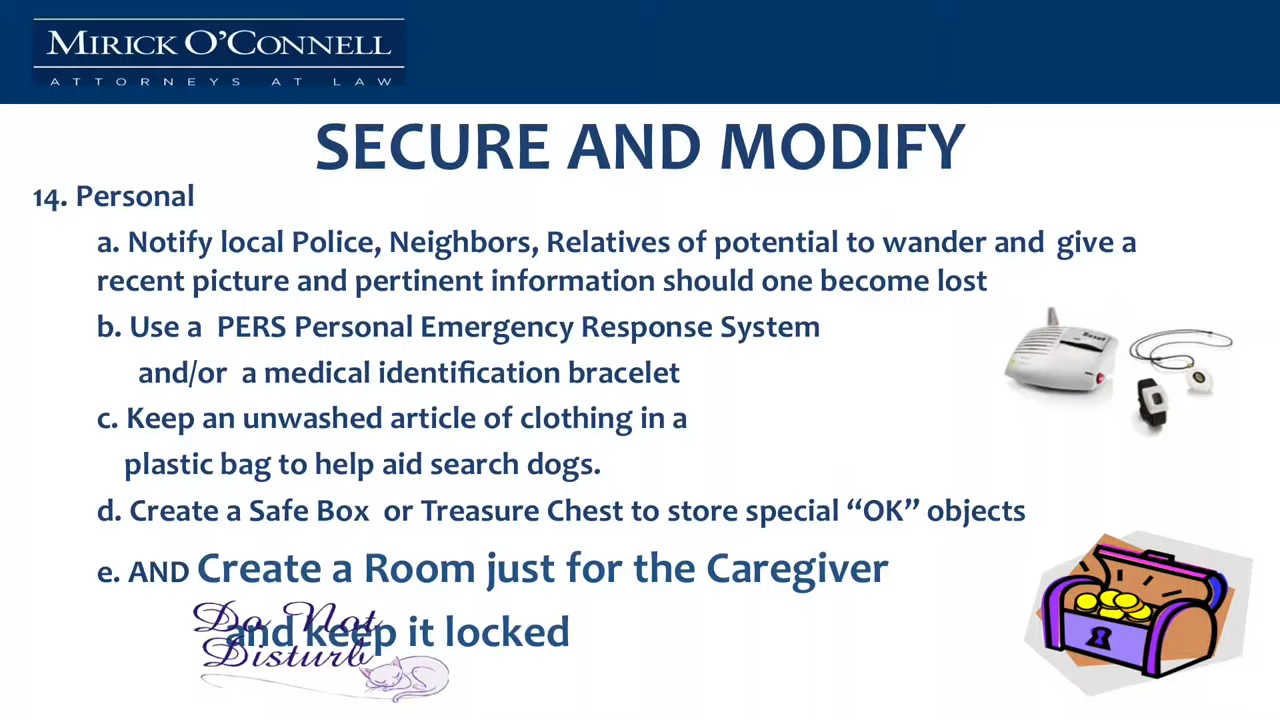 MIRICK O'CONNELL
ATTORNEYS AT LAW
SECURE AND MODIFY
14. Personal
a. Notify local Police, Neighbors, Relatives of potential to wander and give a
recent picture and pertinent information should one become lost
b. Use a PERS Personal Emergency Response System
and/or a medical identification bracelet
c. Keep an unwashed article of clothing in a
plastic bag to help aid search dogs.
d. Create a Safe Box or Treasure Chest to store special “OK” objects
e. AND Create a Room just for the Caregiver
and keep it locked
Do Not
Disturb
Reset